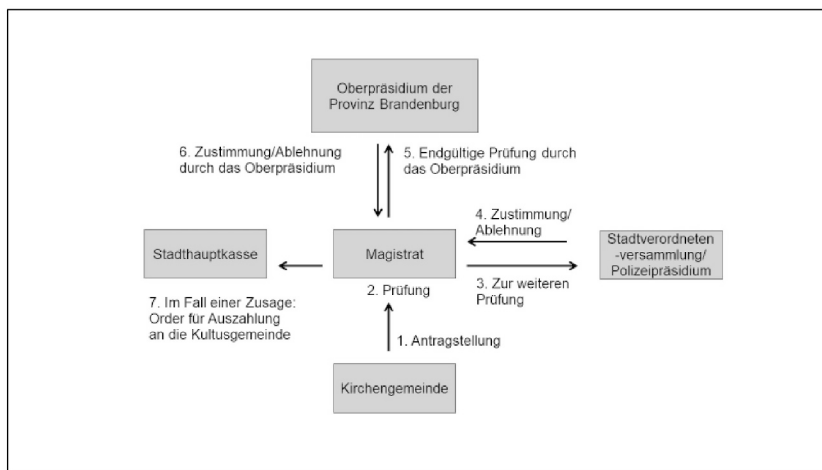 Oberpräsidium der
Provinz Brandenburg
6. Zustimmung/Ablehnung
durch das Oberpräsidium
5. Endgültige Prüfung durch
das Oberpräsidium
4. Zustimmung/
Ablehnung
Stadthauptkasse
Magistrat
Stadtverordneten
-versammlung/
Polizeipräsidium
2. Prüfung
3. Zur weiteren
Prüfung
7. Im Fall einer Zusage:
Order für Auszahlung
an die Kultusgemeinde
1. Antragstellung
Kirchengemeinde